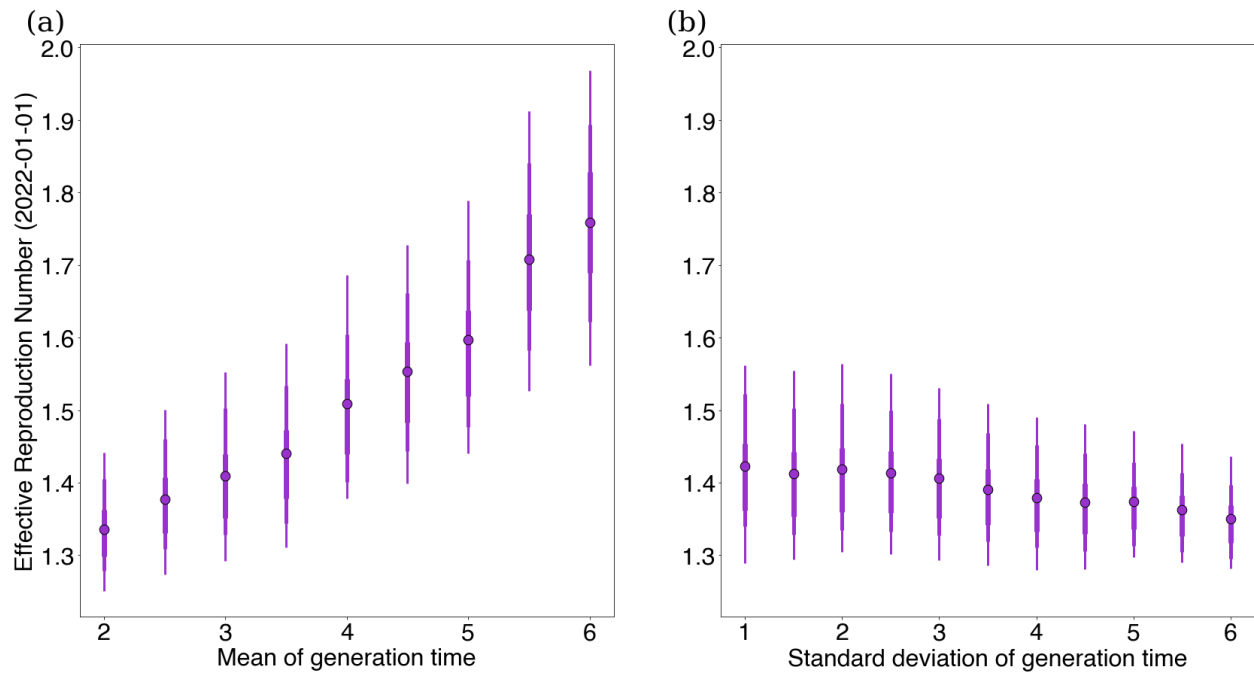 (a)
(b)
Effective Reproduction Number (2022-01-01)
2.0
1.9
1.8
1.7
1.6
1.5
1.4
1.3
2 3 4 5 6
Mean of generation time
2.0
1.9
1.8
1.7
1.6
1.5
1.4
1.3
1 2 3 4 5 6
Standard deviation of generation time